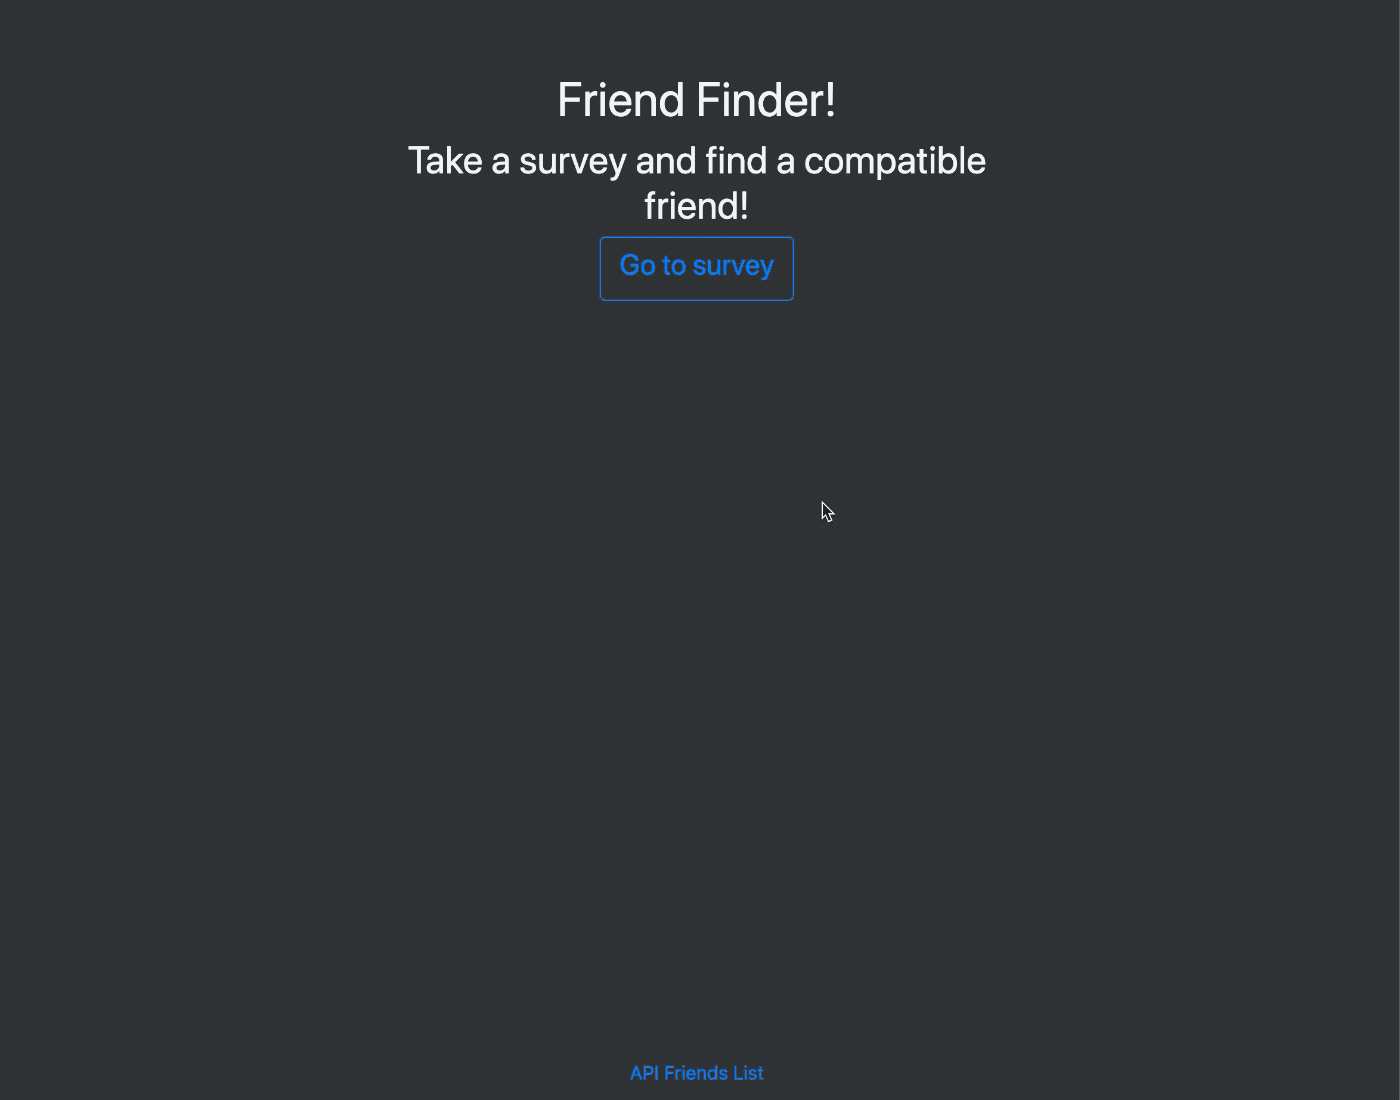 Friend Finder!
Take a survey and find a compatible
friend!
Go to survey
API Friends List